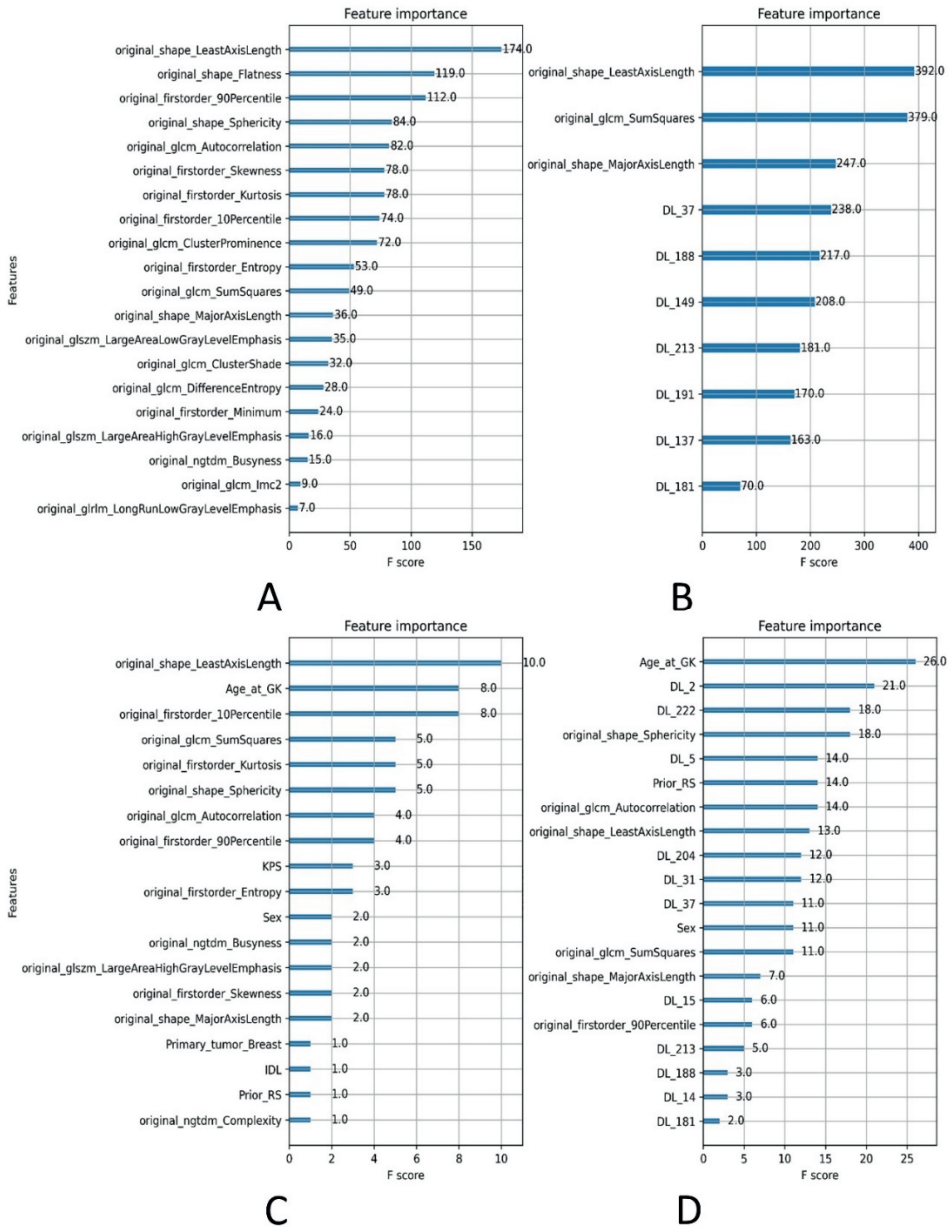 Feature importance
Features
original_shape_LeastAxisLength 174.0
original_shape_Flatness 119.0
original_firstorder_90Percentile 112.0
original_shape_Sphericity 84.0
original_glcm_Autocorrelation 82.0
original_firstorder_Skewness 78.0
original_firstorder_Kurtosis 78.0
original_firstorder_10Percentile 74.0
original_glcm_ClusterProminence 72.0
original_firstorder_Entropy 53.0
original_glcm_SumSquares 49.0
original_shape_MajorAxisLength 36.0
original_glszm_LargeAreaLowGrayLevelEmphasis 35.0
original_glcm_ClusterShade 32.0
original_glcm_DifferenceEntropy 28.0
original_firstorder_Minimum 24.0
original_glszm_LargeAreaHighGrayLevelEmphasis 16.0
original_ngtdm_Busyness 15.0
original_glcm_Imc2 9.0
original_glrlm_LongRunLowGrayLevelEmphasis 7.0
0 50 100 150
F score
A
Feature importance
original_shape_LeastAxisLength 392.0
original_glcm_SumSquares 379.0
original_shape_MajorAxisLength 247.0
DL_37 238.0
DL_188 217.0
DL_149 208.0
DL_213 181.0
DL_191 170.0
DL_137 163.0
DL_181 70.0
0 100 200 300 400
F score
B
Feature importance
Features
original_shape_LeastAxisLength 10.0
Age_at_GK 8.0
original_firstorder_10Percentile 8.0
original_glcm_SumSquares 5.0
original_firstorder_Kurtosis 5.0
original_shape_Sphericity 5.0
original_glcm_Autocorrelation 4.0
original_firstorder_90Percentile 4.0
KPS 3.0
original_firstorder_Entropy 3.0
Sex 2.0
original_ngtdm_Busyness 2.0
original_glszm_LargeAreaHighGrayLevelEmphasis 2.0
original_firstorder_Skewness 2.0
original_shape_MajorAxisLength 2.0
Primary_tumor_Breast 1.0
IDL 1.0
Prior_RS 1.0
original_ngtdm_Complexity 1.0
0 2 4 6 8 10
F score
C
Feature importance
Age_at_GK 26.0
DL_2 21.0
DL_222 18.0
original_shape_Sphericity 18.0
DL_5 14.0
Prior_RS 14.0
original_glcm_Autocorrelation 14.0
original_shape_LeastAxisLength 13.0
DL_204 12.0
DL_31 12.0
DL_37 11.0
Sex 11.0
original_glcm_SumSquares 11.0
original_shape_MajorAxisLength 7.0
DL_15 6.0
original_firstorder_90Percentile 6.0
DL_213 5.0
DL_188 3.0
DL_14 3.0
DL_181 2.0
0 5 10 15 20 25
F score
D